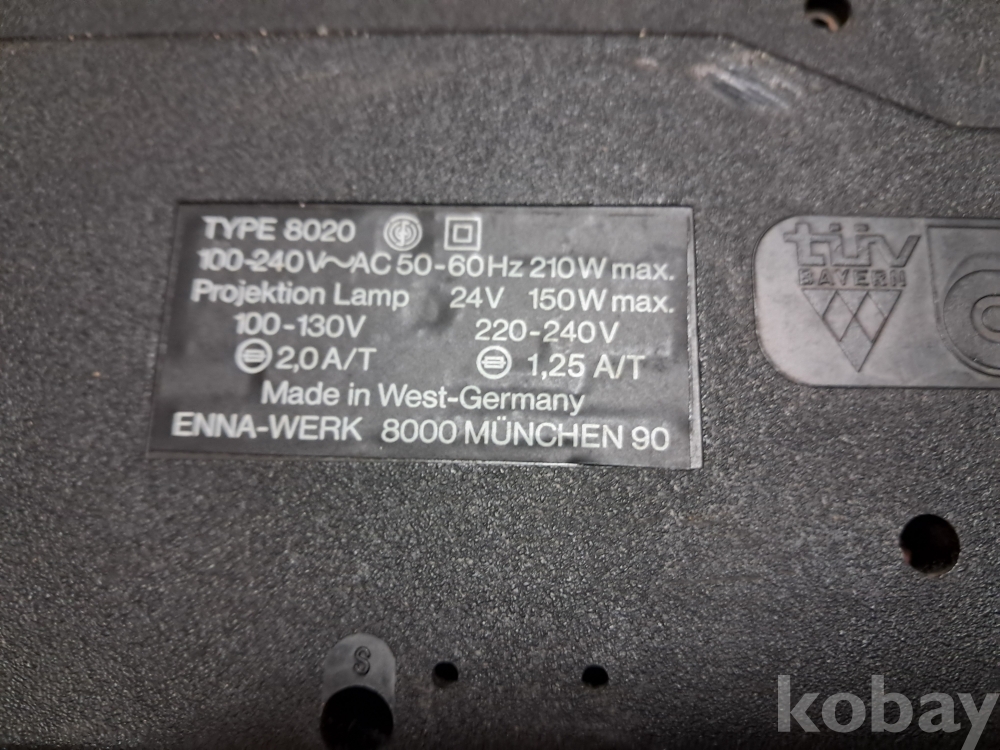 TYPE 8020
100-240V~AC 50-60Hz 210W max.
Projektion Lamp 24V 150W max.
100-130V 220-240V
2,0 A/T 1,25 A/T
Made in West-Germany
ENNA-WERK 8000 MÜNCHEN 90
TÜV
BAYERN
S
kobay